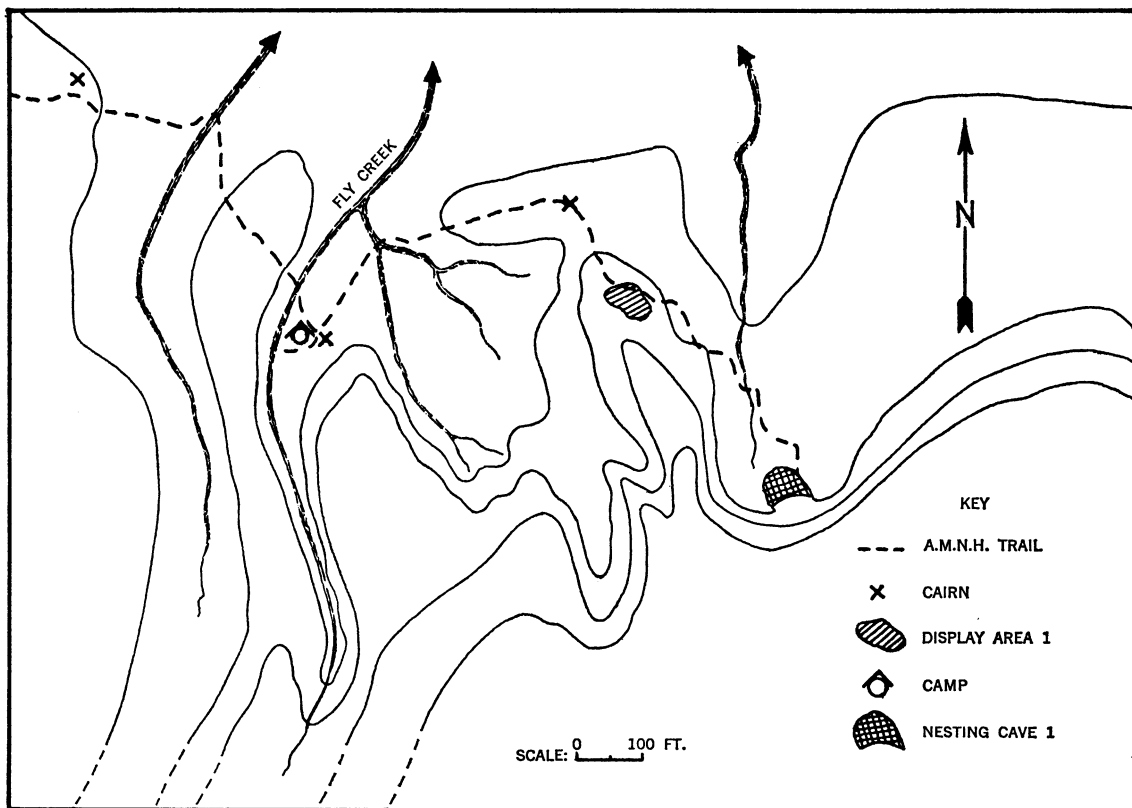 FLY CREEK
N
KEY
A.M.N.H. TRAIL
CAIRN
DISPLAY AREA 1
CAMP
NESTING CAVE 1
SCALE: 0 100 FT.